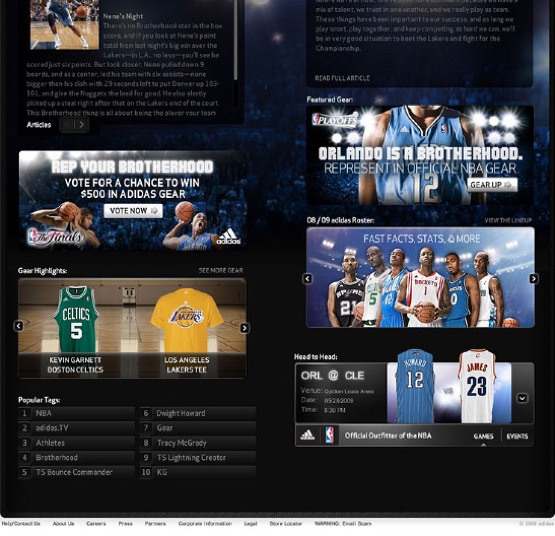 Nene's Night
There's no Brotherhood stat in the box
score, and if you look at Nene's point
total from last night's big win over the
Lakers—in L.A., no less—you'll see he
scored just six points. But look closer. Nene pulled down 9
boards, and as a center, led his team with six assists—none
bigger than his dish with 29 seconds left to put Denver up 103-
101, and give the Nuggets the lead for good. He also alertly
picked up a steal right after that on the Lakers end of the court.
This Brotherhood thing is all about being the player your team
Articles
mix of talent, we trust in one another, and we really play as team.
These things have been important to our success, and as long we
play smart, play together, and keep competing as hard we can, we'll
be in very good situation to beat the Lakers and fight for the
Championship.
READ FULL ARTICLE
Featured Gear:
PLAYOFFS
ORLANDO IS A BROTHERHOOD.
REPRESENT IN OFFICIAL NBA GEAR
12
GEAR UP
REP YOUR BROTHERHOOD
VOTE FOR A CHANCE TO WIN
$500 IN ADIDAS GEAR
VOTE NOW
The Finals
adidas
08 / 09 adidas Roster:
VIEW THE LINEUP
FAST FACTS, STATS, & MORE
SPURS
21
5
ROCKETS
1
0
Gear Highlights:
SEE MORE GEAR
CELTICS
5
LAKERS
KEVIN GARNETT
BOSTON CELTICS
LOS ANGELES
LAKERS TEE
Head to Head:
ORL @ CLE
Venue: Quicken Loans Arena
Date: 05/28/2009
Time: 8:30 PM
HOWARD
12
VS
JAMES
23
Official Outfitter of the NBA
GAMES
EVENTS
Popular Tags:
1 NBA
2 adidas.TV
3 Athletes
4 Brotherhood
5 TS Bounce Commander
6 Dwight Howard
7 Gear
8 Tracy McGrady
9 TS Lightning Creator
10 KG
Help/Contact Us About Us Careers Press Partners Corporate Information Legal Store Locator WARNING: Email Scam
© 2009 adidas